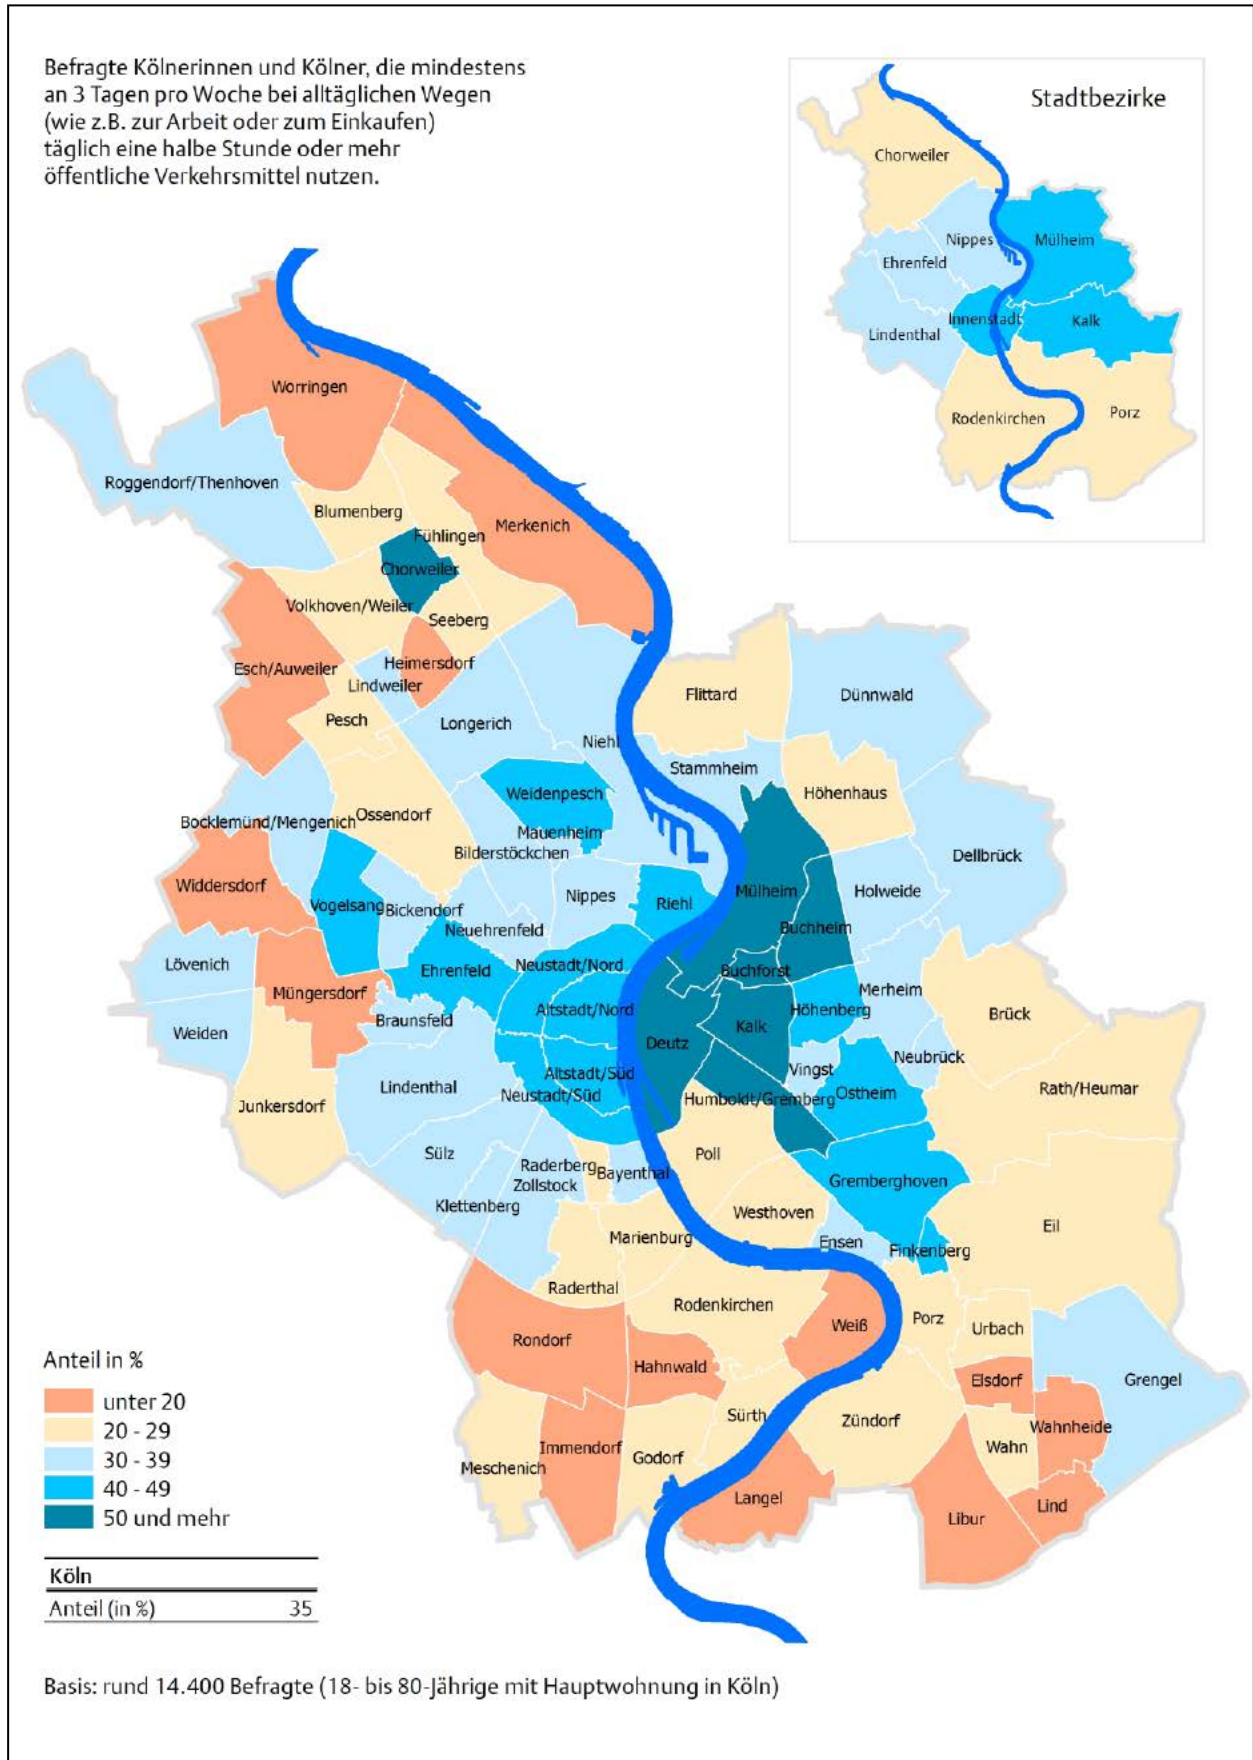 Befragte Kölnerinnen und Kölner, die mindestens
an 3 Tagen pro Woche bei alltäglichen Wegen
(wie z.B. zur Arbeit oder zum Einkaufen)
täglich eine halbe Stunde oder mehr
öffentliche Verkehrsmittel nutzen.
Stadtbezirke
Chorweiler
Nippes
Mülheim
Ehrenfeld
Innenstadt
Kalk
Lindenthal
Rodenkirchen
Porz
Worringen
Roggendorf/Thenhoven
Blumenberg
Merkenich
Fühlingen
Chorweiler
Volkhoven/Weiler
Seeberg
Esch/Auweiler
Heimersdorf
Lindweiler
Flittard
Dünnwald
Pesch
Longerich
Niehl
Stammheim
Weidenpesch
Höhenhaus
Ossendorf
Bocklemünd/Mengenich
Mauenheim
Bilderstöckchen
Dellbrück
Widdersdorf
Nippes
Mülheim
Holweide
Vogelsang
Bickendorf
Riehl
Buchheim
Neuehrenfeld
Lövenich
Ehrenfeld
Neustadt/Nord
Buchforst
Müngersdorf
Merheim
Altstadt/Nord
Höhenberg
Brück
Braunsfeld
Weiden
Kalk
Deutz
Neubrück
Vingst
Altstadt/Süd
Lindenthal
Neustadt/Süd
Humboldt/Gremberg
Ostheim
Rath/Heumar
Junkersdorf
Sülz
Poll
Raderberg
Bayenthal
Zollstock
Gremberghoven
Klettenberg
Westhoven
Eil
Marienburg
Ensen
Finkenberg
Raderthal
Rodenkirchen
Porz
Weiß
Urbach
Rondorf
Hahnwald
Elsdorf
Grengel
Sürth
Zündorf
Wahnheide
Immendorf
Godorf
Wahn
Meschenich
Langel
Lind
Libur
Anteil in %
unter 20
20 - 29
30 - 39
40 - 49
50 und mehr
Köln
Anteil (in %) 35
Basis: rund 14.400 Befragte (18- bis 80-Jährige mit Hauptwohnung in Köln)